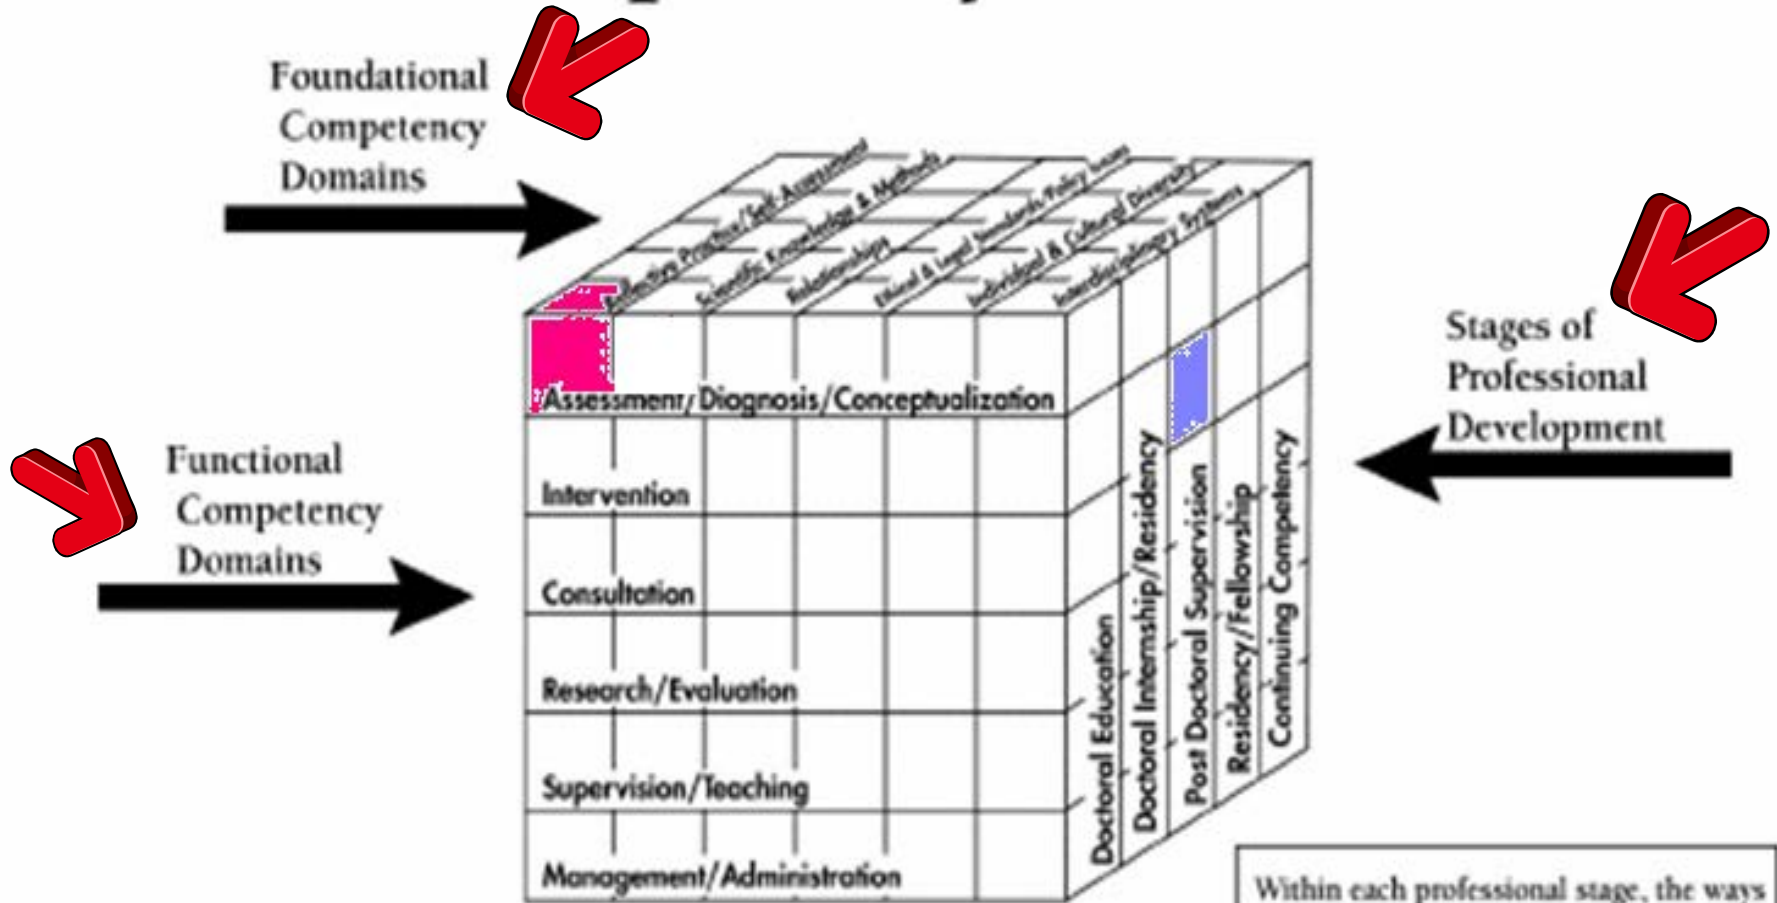 Foundational
Competency
Domains
Functional
Competency
Domains
Stages of
Professional
Development
Practice/Self-Assessment
Scientific Knowledge & Methods
Relationships
Ethical & Legal Standards/Policy Issues
Individual & Cultural Diversity
Interdisciplinary Systems
Assessment/Diagnosis/Conceptualization
Intervention
Consultation
Research/Evaluation
Supervision/Teaching
Management/Administration
Doctoral Education
Doctoral Internship/Residency
Post Doctoral Supervision
Residency/Fellowship
Continuing Competency
Within each professional stage, the ways